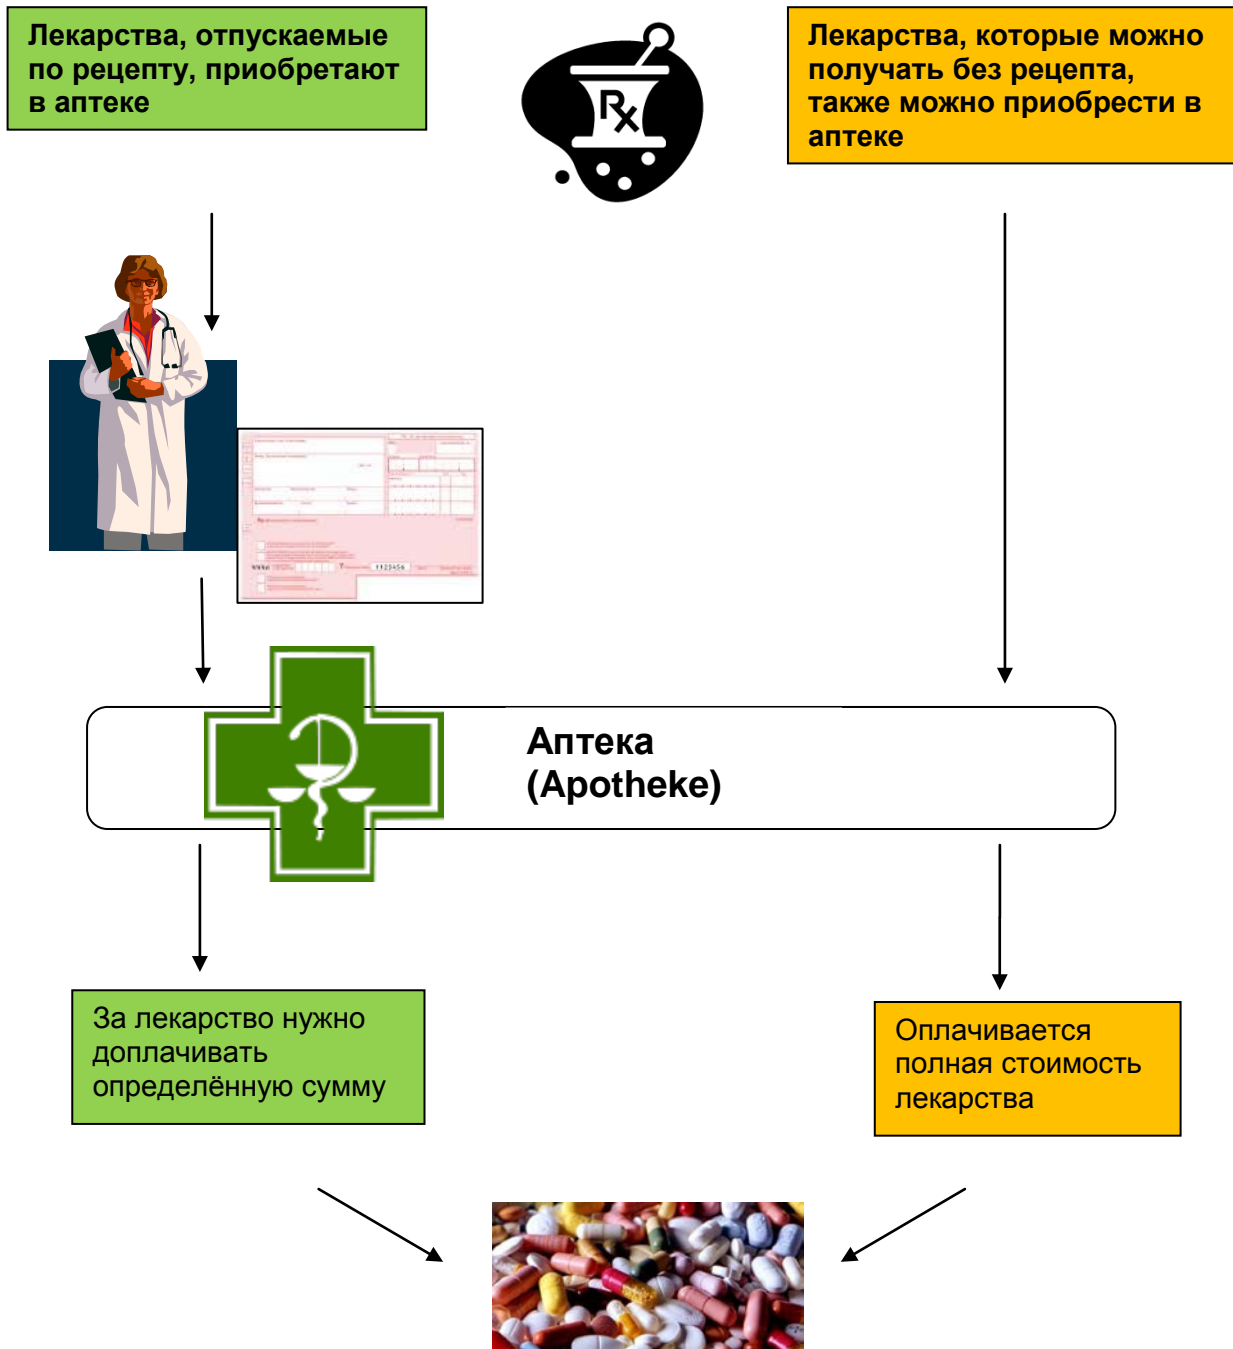 Лекарства, отпускаемые
по рецепту, приобретают
в аптеке
Rx
Лекарства, которые можно
получать без рецепта,
также можно приобрести в
аптеке
1123456
Аптека
(Apotheke)
За лекарство нужно
доплачивать
определённую сумму
Оплачивается
полная стоимость
лекарства